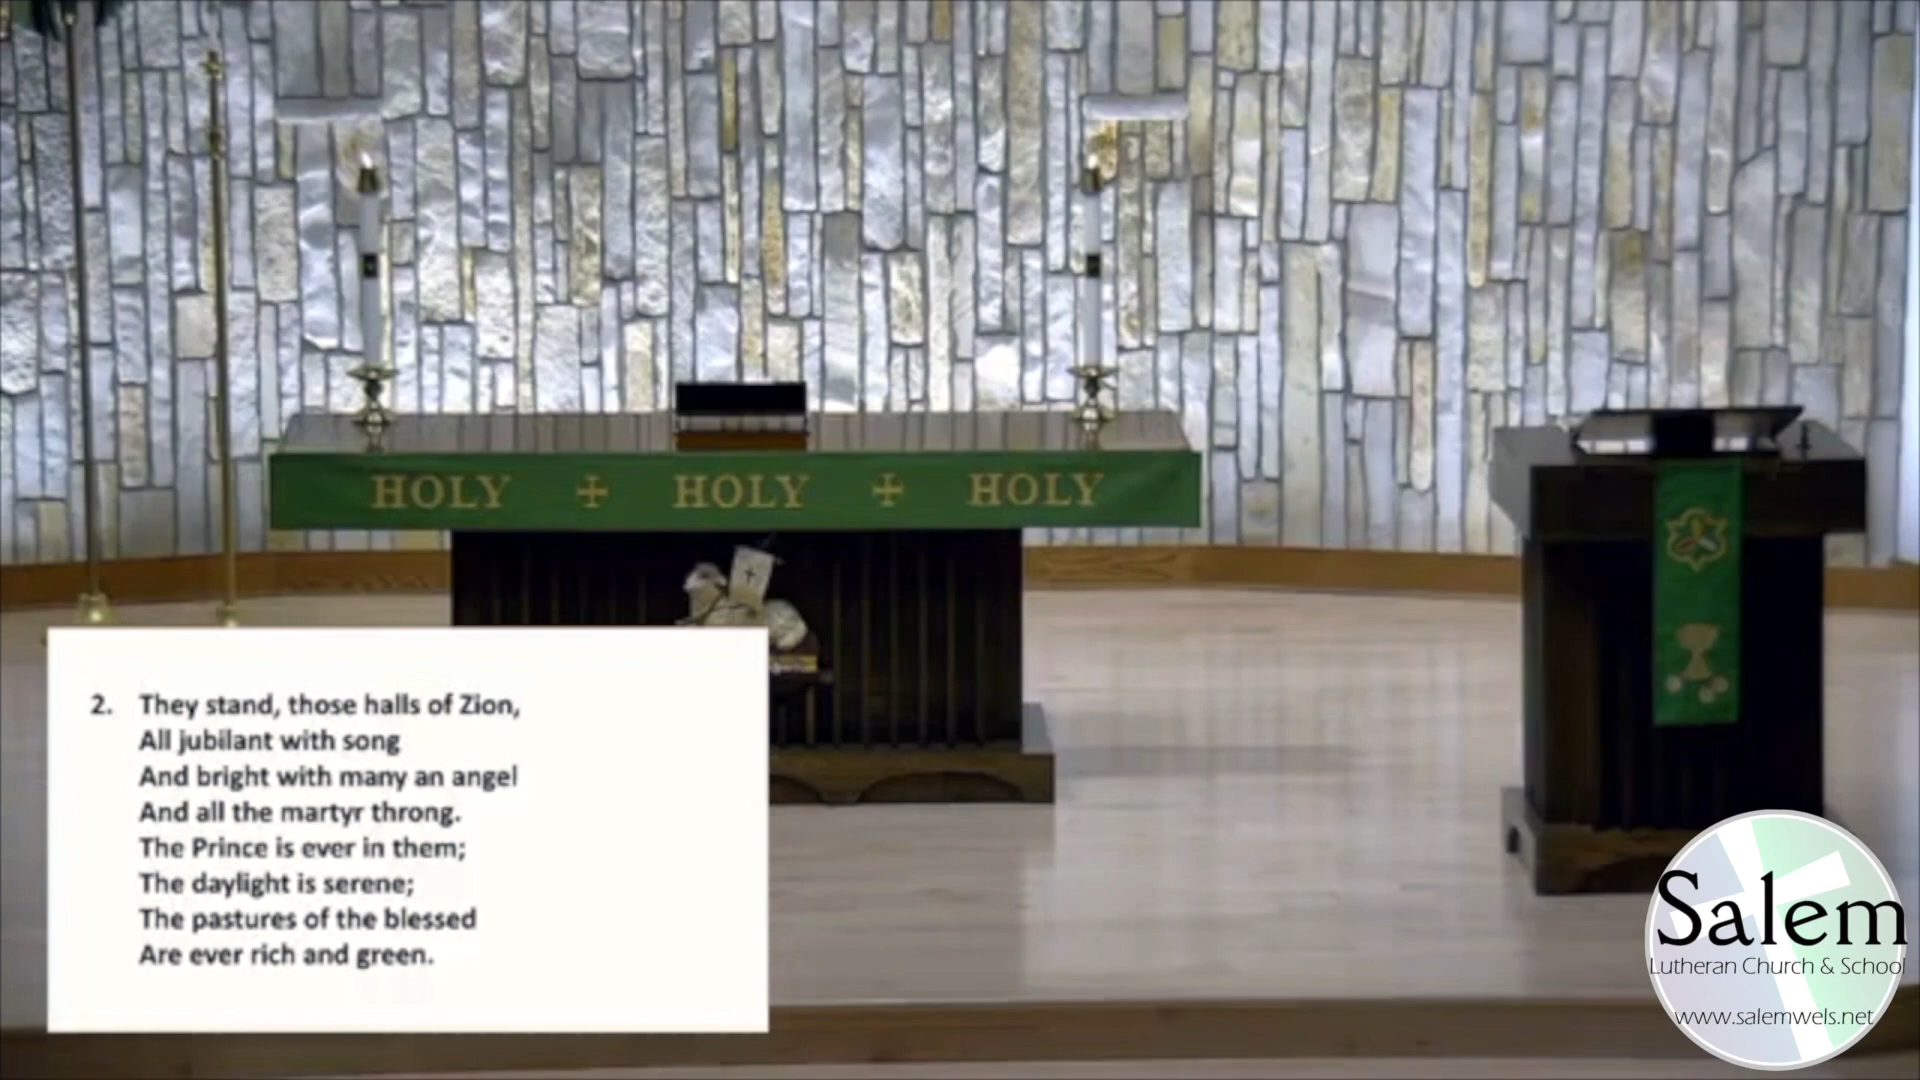 HOLY + HOLY + HOLY
2. They stand, those halls of Zion,
All jubilant with song
And bright with many an angel
And all the martyr throng.
The Prince is ever in them;
The daylight is serene;
The pastures of the blessed
Are ever rich and green.
Salem
Lutheran Church & School
www.salemwels.net